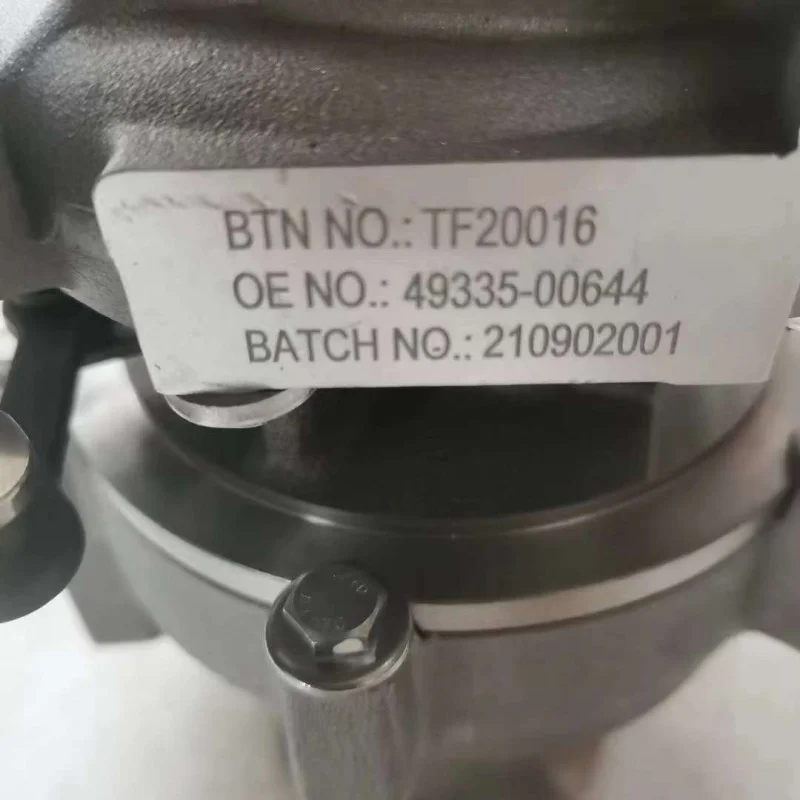 BTN NO.: TF20016
OE NO.: 49335-00644
BATCH NO.: 210902001